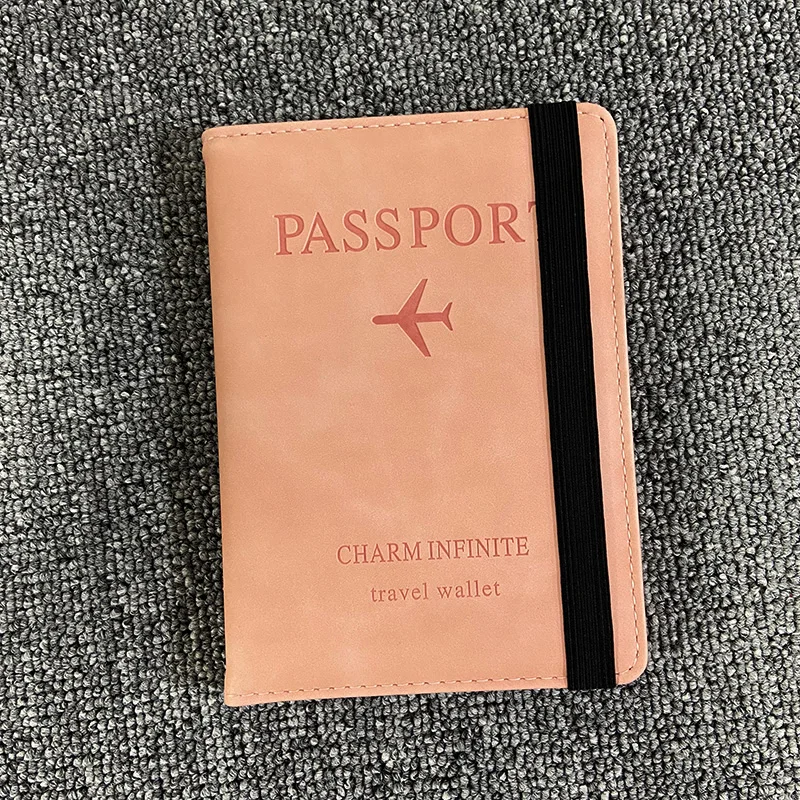 PASSPORT
CHARM INFINITE
travel wallet